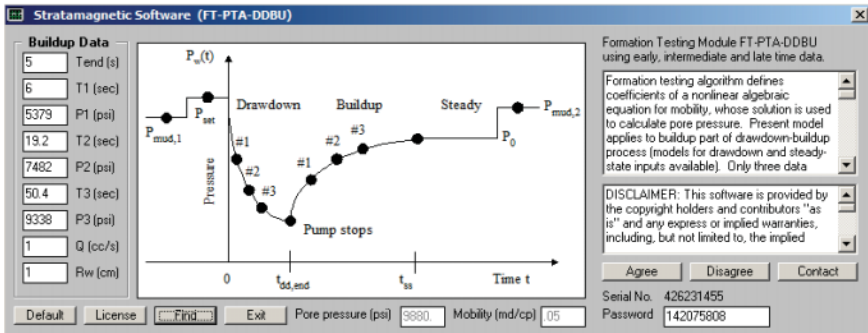 Stratamagnetic Software (FT-PTA-DDBU)
Buildup Data
5 Tend (s)
6 T1 (sec)
5379 P1 (psi)
19.2 T2 (sec)
7482 P2 (psi)
50.4 T3 (sec)
9338 P3 (psi)
1 Q (cc/s)
1 Rw (cm)
Pw(t)
Drawdown Buildup Steady
Pmud,1
Pset
Pmud,2
P0
#1
#2
#3
#1
#2
#3
Pressure
Pump stops
0 tdd,end tss Time t
Default License Find Exit Pore pressure (psi) 9880. Mobility (md/cp) .05
Formation Testing Module FT-PTA-DDBU
using early, intermediate and late time data.
Formation testing algorithm defines
coefficients of a nonlinear algebraic
equation for mobility, whose solution is used
to calculate pore pressure. Present model
applies to buildup part of drawdown-buildup
process (models for drawdown and steady-
state inputs available). Only three data
DISCLAIMER: This software is provided by
the copyright holders and contributors "as
is" and any express or implied warranties,
including, but not limited to, the implied
Agree Disagree Contact
Serial No. 426231455
Password 142075808